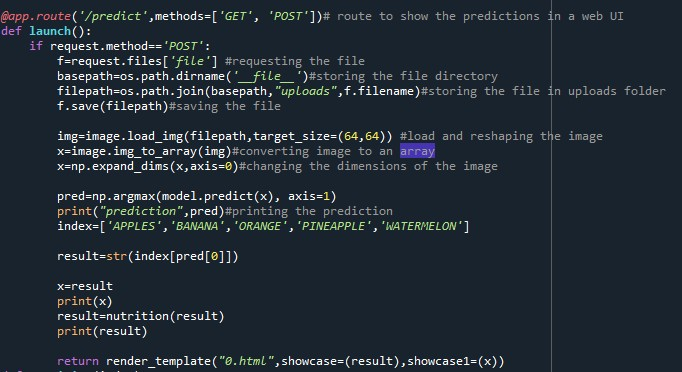 @app.route('/predict',methods=['GET', 'POST'])# route to show the predictions in a web UI
def launch():
    if request.method=='POST':
        f=request.files['file'] #requesting the file
        basepath=os.path.dirname('__file__')#storing the file directory
        filepath=os.path.join(basepath,"uploads",f.filename)#storing the file in uploads folder
        f.save(filepath)#saving the file

        img=image.load_img(filepath,target_size=(64,64)) #load and reshaping the image
        x=image.img_to_array(img)#converting image to an array
        x=np.expand_dims(x,axis=0)#changing the dimensions of the image

        pred=np.argmax(model.predict(x), axis=1)
        print("prediction",pred)#printing the prediction
        index=['APPLES','BANANA','ORANGE','PINEAPPLE','WATERMELON']

        result=str(index[pred[0]])

        x=result
        print(x)
        result=nutrition(result)
        print(result)

        return render_template("0.html",showcase=(result),showcase1=(x))